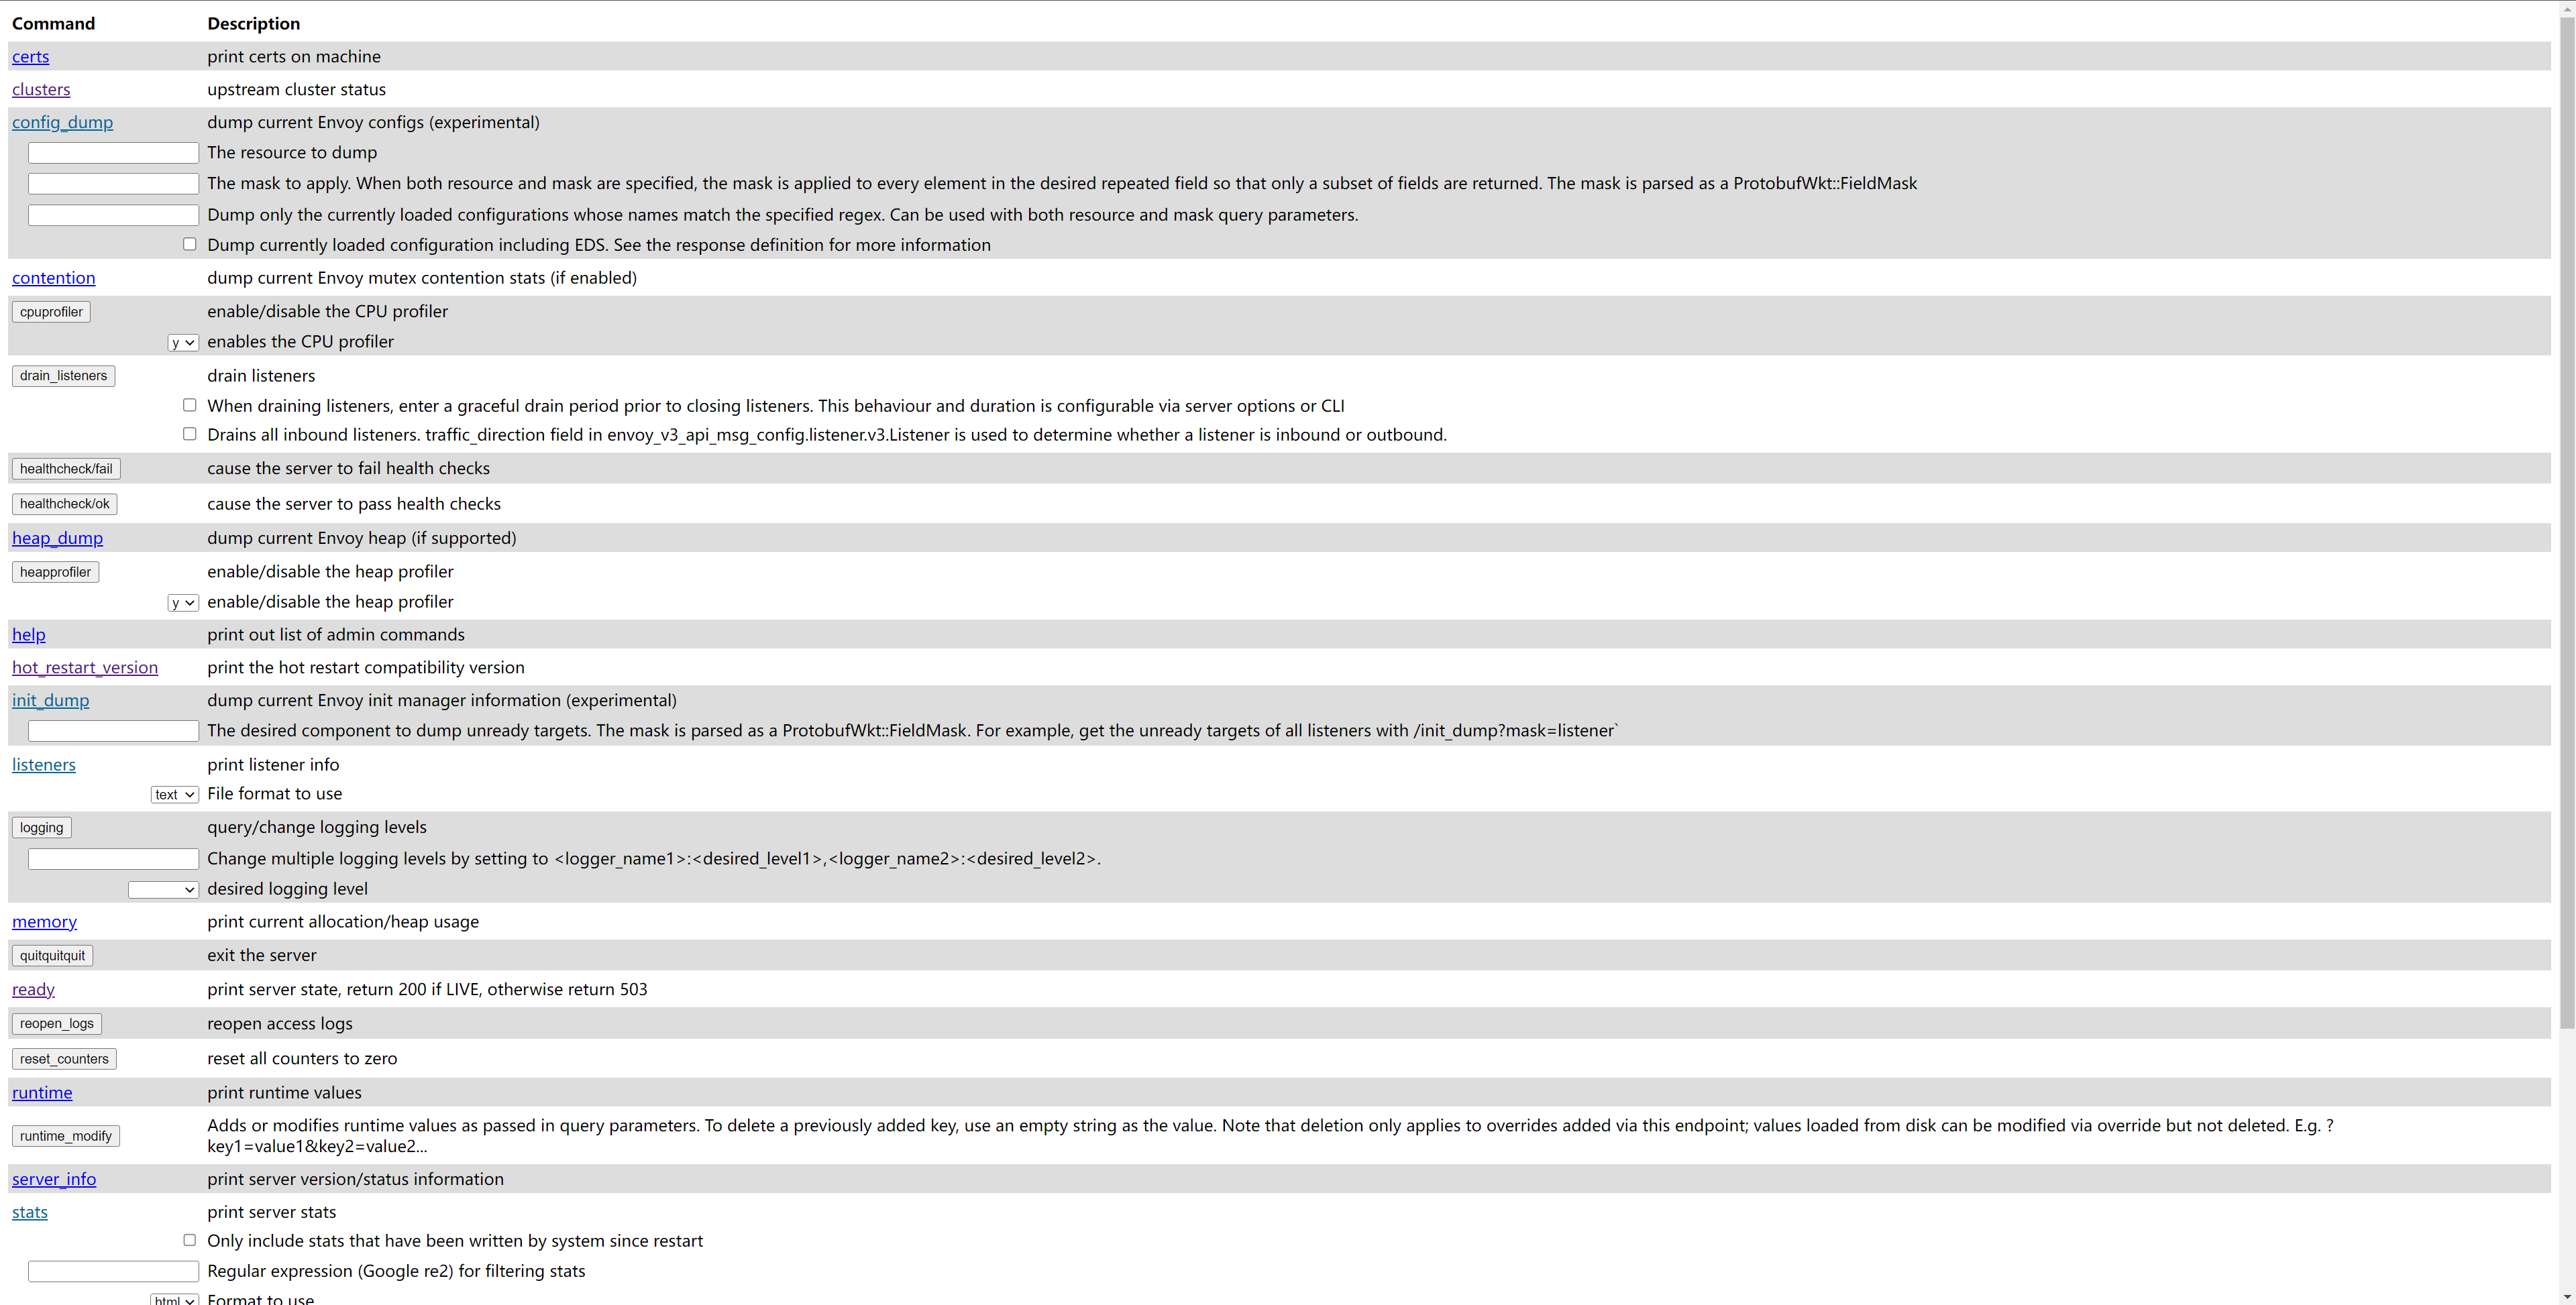 Command Description
certs print certs on machine
clusters upstream cluster status
config_dump dump current Envoy configs (experimental)
The resource to dump
The mask to apply. When both resource and mask are specified, the mask is applied to every element in the desired repeated field so that only a subset of fields are returned. The mask is parsed as a ProtobufWkt::FieldMask
Dump only the currently loaded configurations whose names match the specified regex. Can be used with both resource and mask query parameters.
Dump currently loaded configuration including EDS. See the response definition for more information
contention dump current Envoy mutex contention stats (if enabled)
cpuprofiler enable/disable the CPU profiler
y enables the CPU profiler
drain_listeners drain listeners
When draining listeners, enter a graceful drain period prior to closing listeners. This behaviour and duration is configurable via server options or CLI
Drains all inbound listeners. traffic_direction field in envoy_v3_api_msg_config.listener.v3.Listener is used to determine whether a listener is inbound or outbound.
healthcheck/fail cause the server to fail health checks
healthcheck/ok cause the server to pass health checks
heap_dump dump current Envoy heap (if supported)
heapprofiler enable/disable the heap profiler
y enable/disable the heap profiler
help print out list of admin commands
hot_restart_version print the hot restart compatibility version
init_dump dump current Envoy init manager information (experimental)
The desired component to dump unready targets. The mask is parsed as a ProtobufWkt::FieldMask. For example, get the unready targets of all listeners with /init_dump?mask=listener`
listeners print listener info
text File format to use
logging query/change logging levels
Change multiple logging levels by setting to <logger_name1>:<desired_level1>,<logger_name2>:<desired_level2>.
desired logging level
memory print current allocation/heap usage
quitquitquit exit the server
ready print server state, return 200 if LIVE, otherwise return 503
reopen_logs reopen access logs
reset_counters reset all counters to zero
runtime print runtime values
runtime_modify Adds or modifies runtime values as passed in query parameters. To delete a previously added key, use an empty string as the value. Note that deletion only applies to overrides added via this endpoint; values loaded from disk can be modified via override but not deleted. E.g. ?
key1=value1&key2=value2...
server_info print server version/status information
stats print server stats
Only include stats that have been written by system since restart
Regular expression (Google re2) for filtering stats
html Format to use